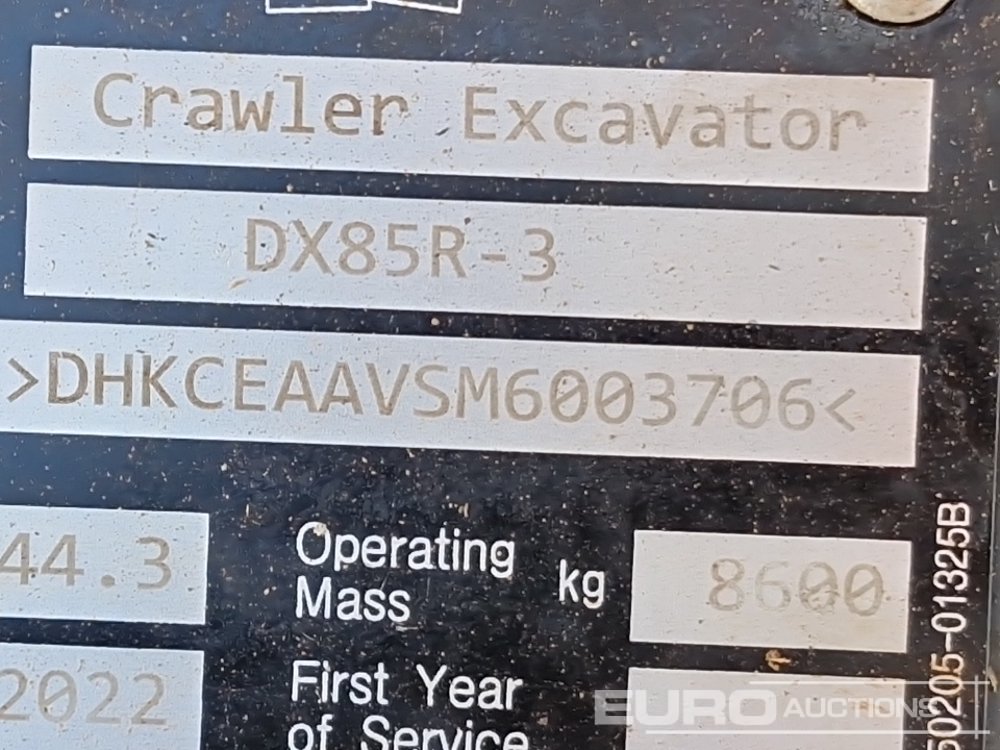 Crawler Excavator
DX85R-3
>DHKCEAAVSM6003706<
44.3
Operating
Mass
kg
8600
2022
First Year
of Service
0205-01325B
EURO AUCTIONS